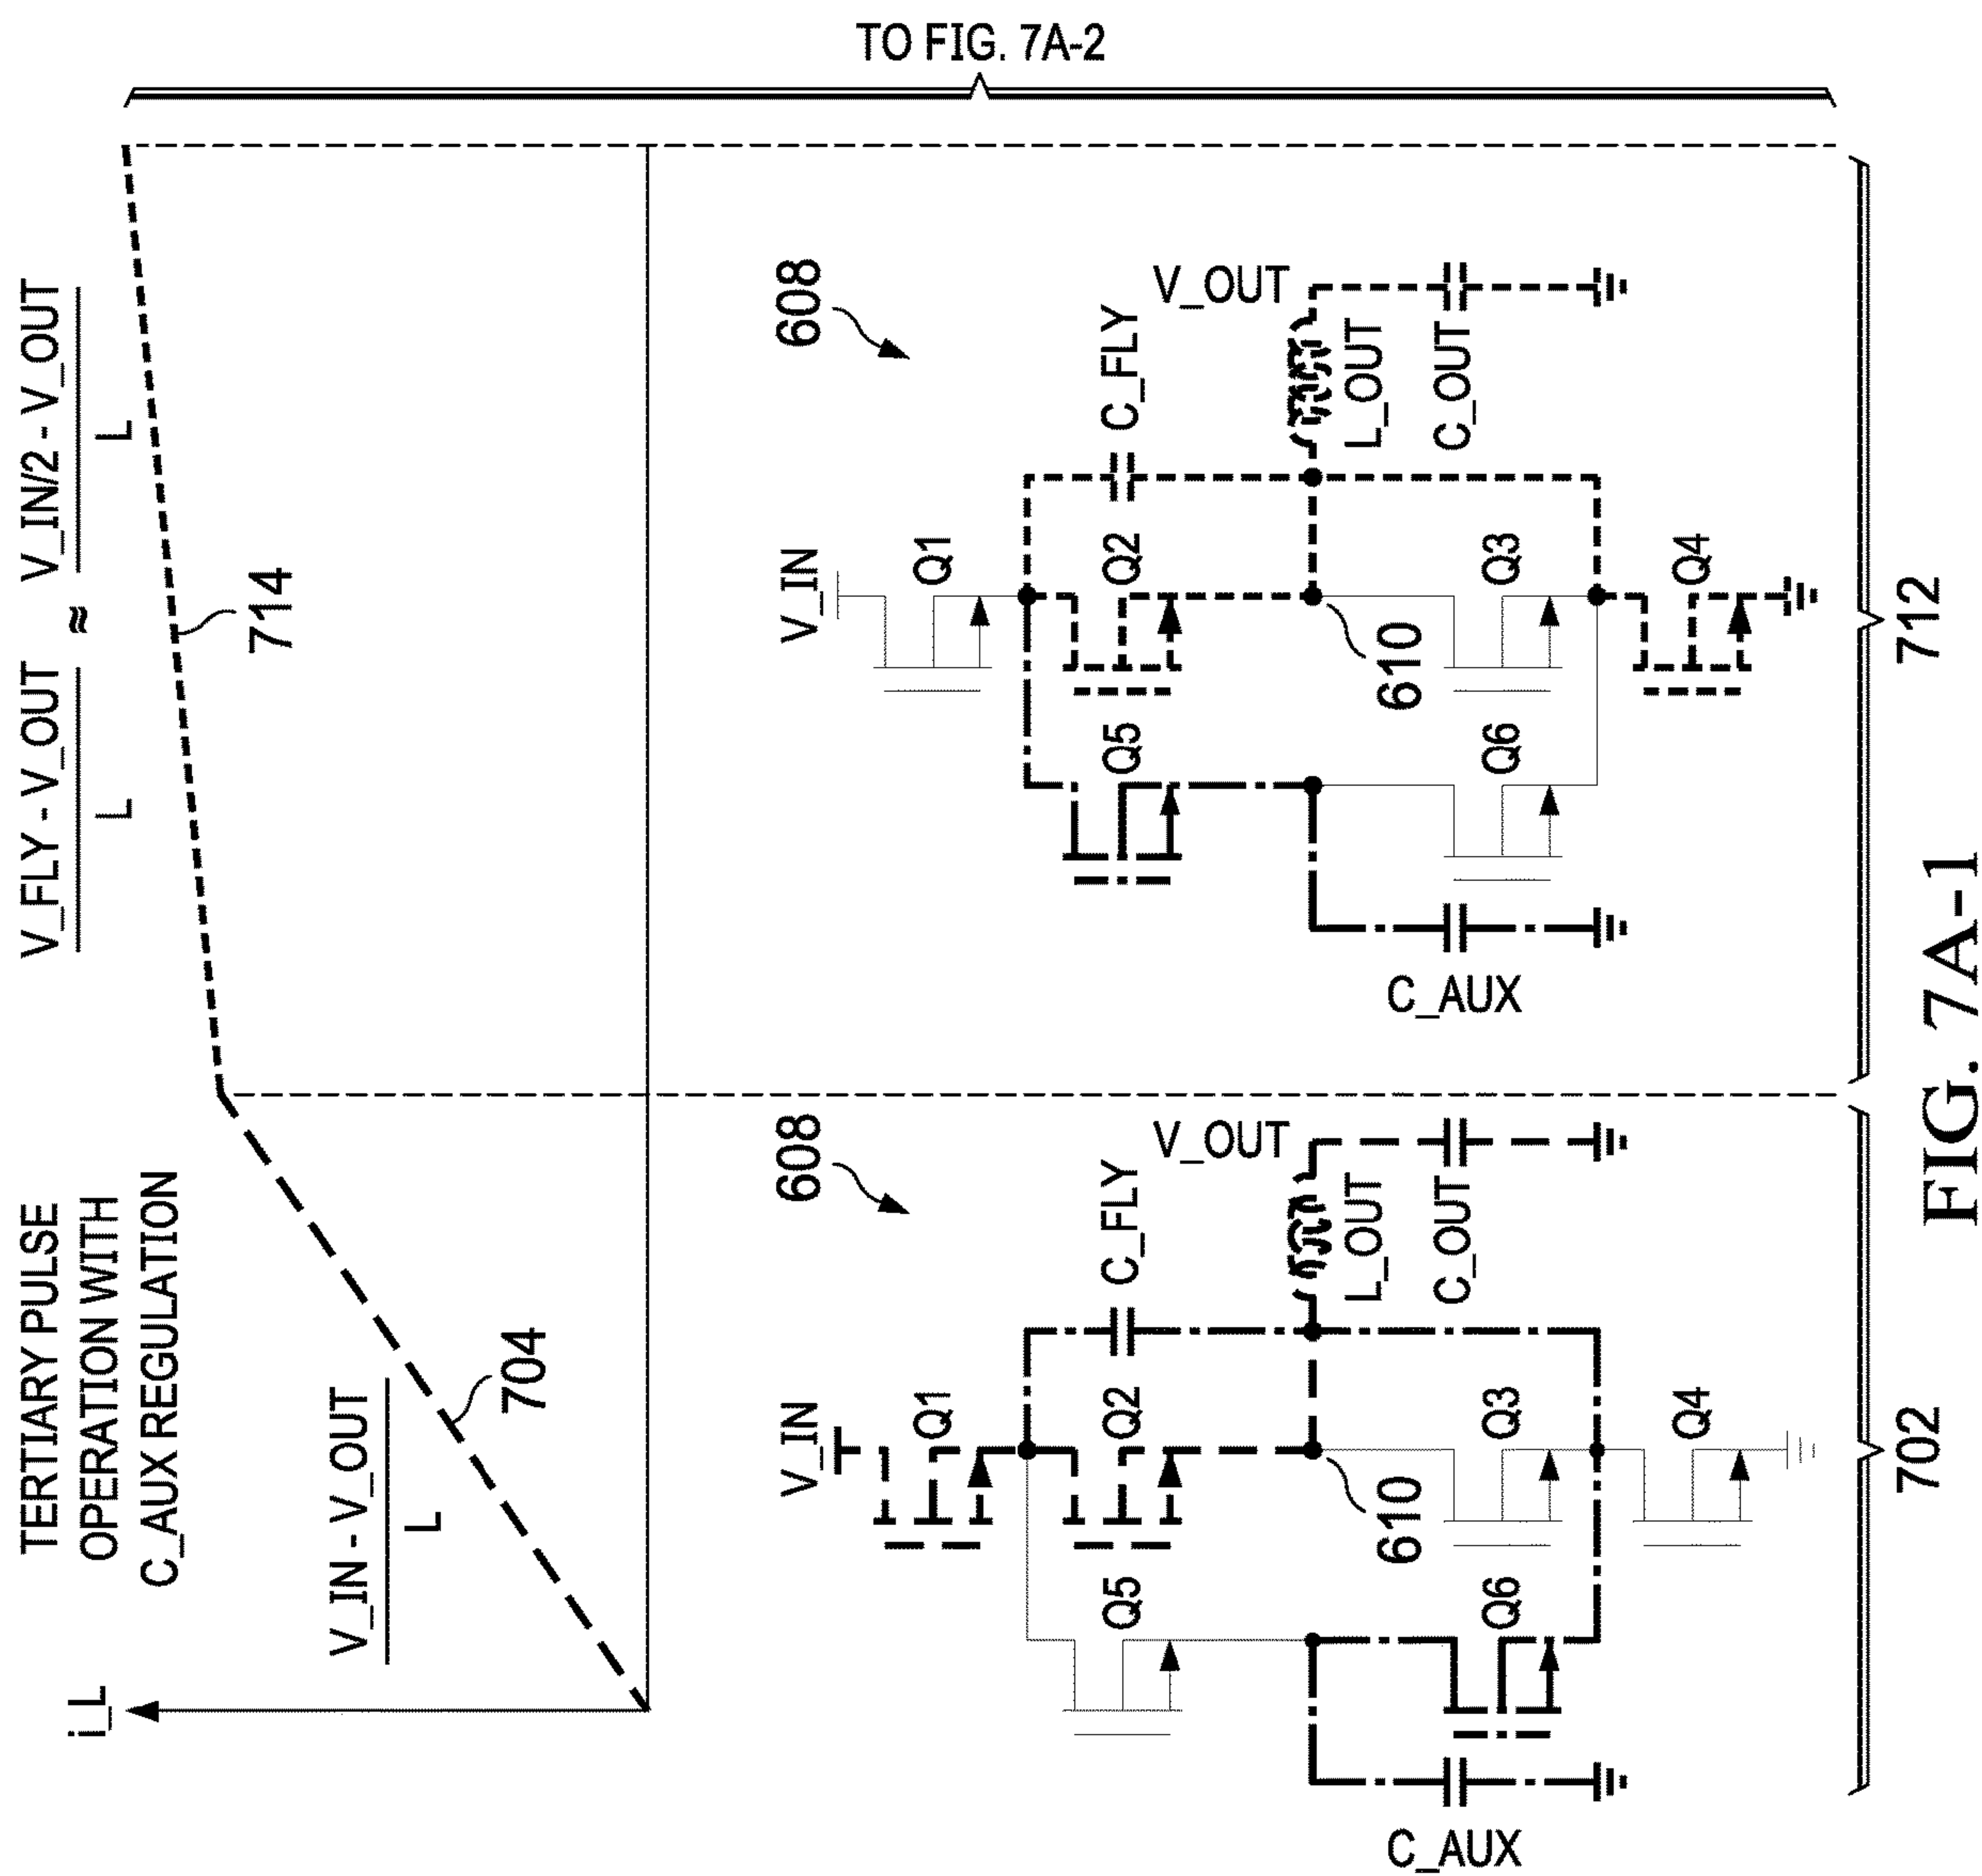 TO FIG. 7A-2
i_L
TERTIARY PULSE
OPERATION WITH
C_AUX REGULATION
V_IN - V_OUT
L
704
V_FLY - V_OUT
L
≈
V_IN/2 - V_OUT
L
714
608
V_IN
Q1
C_FLY
Q5
Q2
V_OUT
610
L_OUT
C_AUX
Q6
Q3
C_OUT
Q4
702
608
V_IN
Q1
C_FLY
Q5
Q2
V_OUT
610
L_OUT
C_AUX
Q6
Q3
C_OUT
Q4
712
FIG. 7A-1